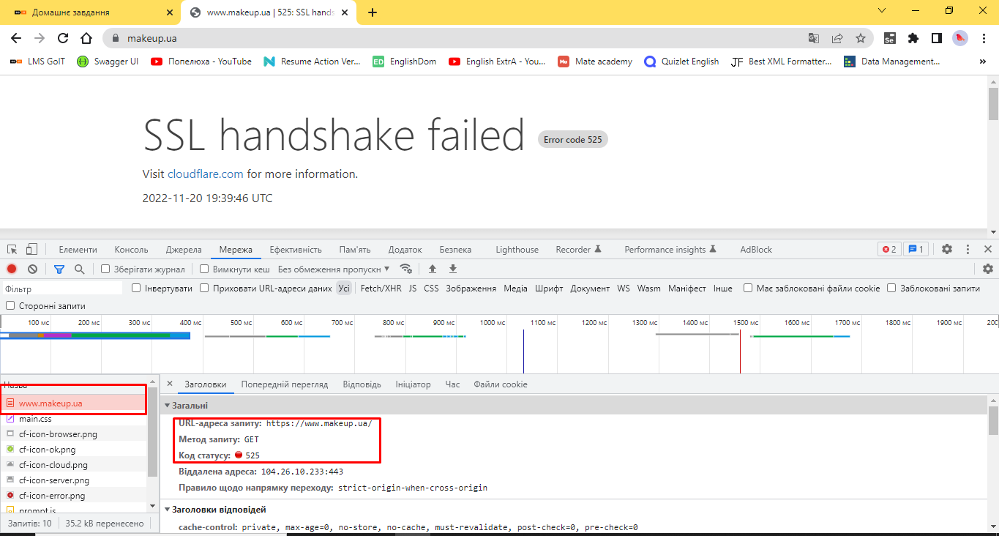 Домашнє завдання
www.makeup.ua | 525: SSL hands
makeup.ua
LMS GoIT Swagger UI Попелюха - YouTube Resume Action Ver... ED EnglishDom English ExtrA - You... Ma Mate academy Quizlet English JF Best XML Formatter... Data Management... »
SSL handshake failed Error code 525
Visit cloudflare.com for more information.
2022-11-20 19:39:46 UTC
Елементи Консоль Джерела Мережа Ефективність Пам'ять Додаток Безпека Lighthouse Recorder Performance insights AdBlock 2 1
Зберігати журнал Вимкнути кеш Без обмеження пропускн
Фільтр Інвертувати Приховати URL-адреси даних Усі Fetch/XHR JS CSS Зображення Медіа Шрифт Документ WS Wasm Маніфест Інше Має заблоковані файли cookie Заблоковані запити
Сторонні запити
100 мс 200 мс 300 мс 400 мс 500 мс 600 мс 700 мс 800 мс 900 мс 1000 мс 1100 мс 1200 мс 1300 мс 1400 мс 1500 мс 1600 мс 1700 мс 1800 мс 1900 мс 200
Назва
www.makeup.ua
main.css
cf-icon-browser.png
cf-icon-ok.png
cf-icon-cloud.png
cf-icon-server.png
cf-icon-error.png
prompt.js
Запитів: 10 35.2 kB перенесено
Заголовки Попередній перегляд Відповідь Ініціатор Час Файли cookie
Загальні
URL-адреса запиту: https://www.makeup.ua/
Метод запиту: GET
Код статусу: 525
Віддалена адреса: 104.26.10.233:443
Правило щодо напрямку переходу: strict-origin-when-cross-origin
Заголовки відповідей
cache-control: private, max-age=0, no-store, no-cache, must-revalidate, post-check=0, pre-check=0